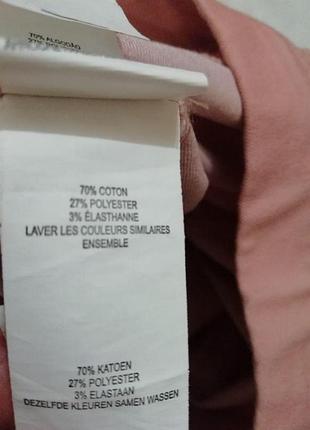 70% ALGODÃO
70% COTON
27% POLYESTER
3% ÉLASTHANNE
LAVER LES COULEURS SIMILAIRES
ENSEMBLE
70% KATOEN
27% POLYESTER
3% ELASTAAN
DEZELFDE KLEUREN SAMEN WASSEN